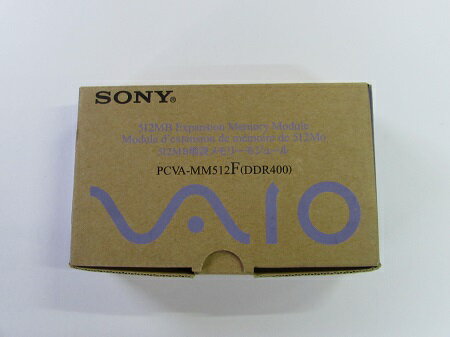 SONY®
512MB Expansion Memory Module
Module d'extension de mémoire de 512Mo
512MB増設メモリーモジュール
PCVA-MM512F(DDR400)
VAIO